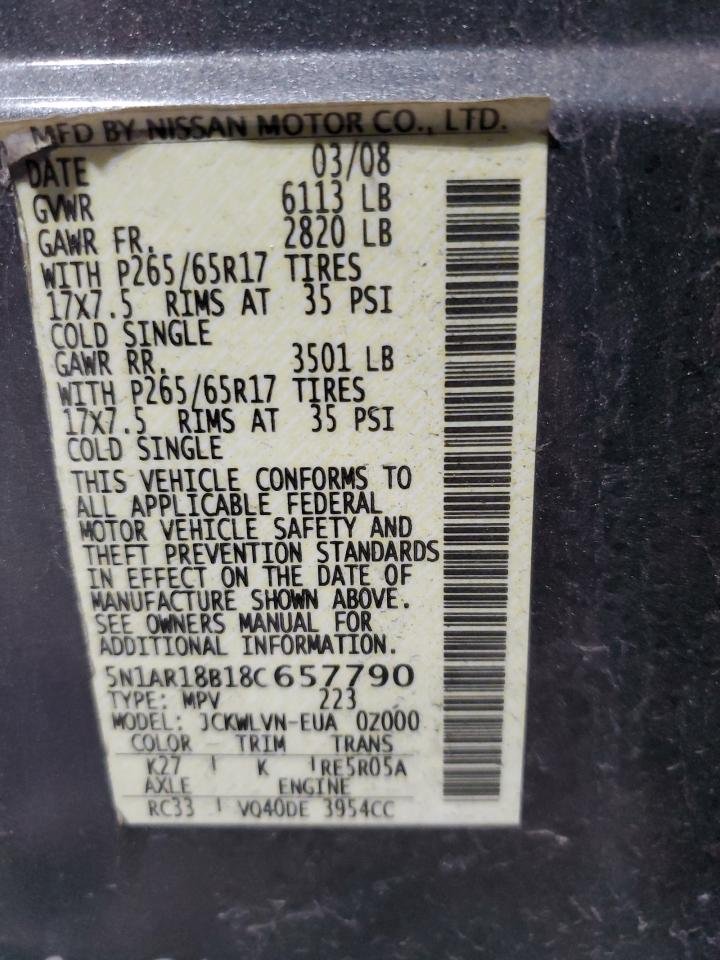 MFD BY NISSAN MOTOR CO., LTD.
DATE 03/08
GVWR 6113 LB
GAWR FR. 2820 LB
WITH P265/65R17 TIRES
17X7.5 RIMS AT 35 PSI
COLD SINGLE
GAWR RR. 3501 LB
WITH P265/65R17 TIRES
17X7.5 RIMS AT 35 PSI
COLD SINGLE
THIS VEHICLE CONFORMS TO
ALL APPLICABLE FEDERAL
MOTOR VEHICLE SAFETY AND
THEFT PREVENTION STANDARDS
IN EFFECT ON THE DATE OF
MANUFACTURE SHOWN ABOVE.
SEE OWNERS MANUAL FOR
ADDITIONAL INFORMATION.
5N1AR18B18C657790
TYPE: MPV 223
MODEL: JCKWLVN-EUA 0Z000
COLOR TRIM TRANS
K27 K RE5R05A
AXLE ENGINE
RC33 VQ40DE 3954CC